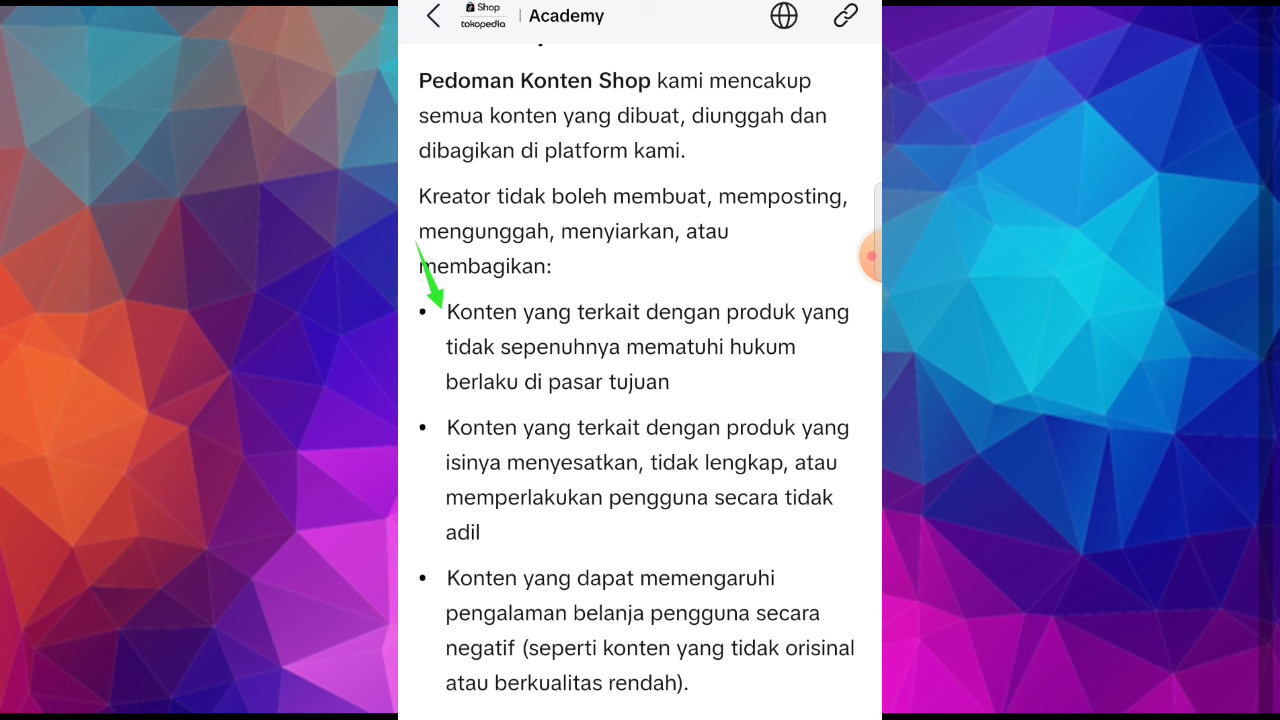 Shop
tokopedia
Academy
Pedoman Konten Shop kami mencakup
semua konten yang dibuat, diunggah dan
dibagikan di platform kami.
Kreator tidak boleh membuat, memposting,
mengunggah, menyiarkan, atau
membagikan:
• Konten yang terkait dengan produk yang
tidak sepenuhnya mematuhi hukum
berlaku di pasar tujuan
• Konten yang terkait dengan produk yang
isinya menyesatkan, tidak lengkap, atau
memperlakukan pengguna secara tidak
adil
• Konten yang dapat memengaruhi
pengalaman belanja pengguna secara
negatif (seperti konten yang tidak orisinal
atau berkualitas rendah).